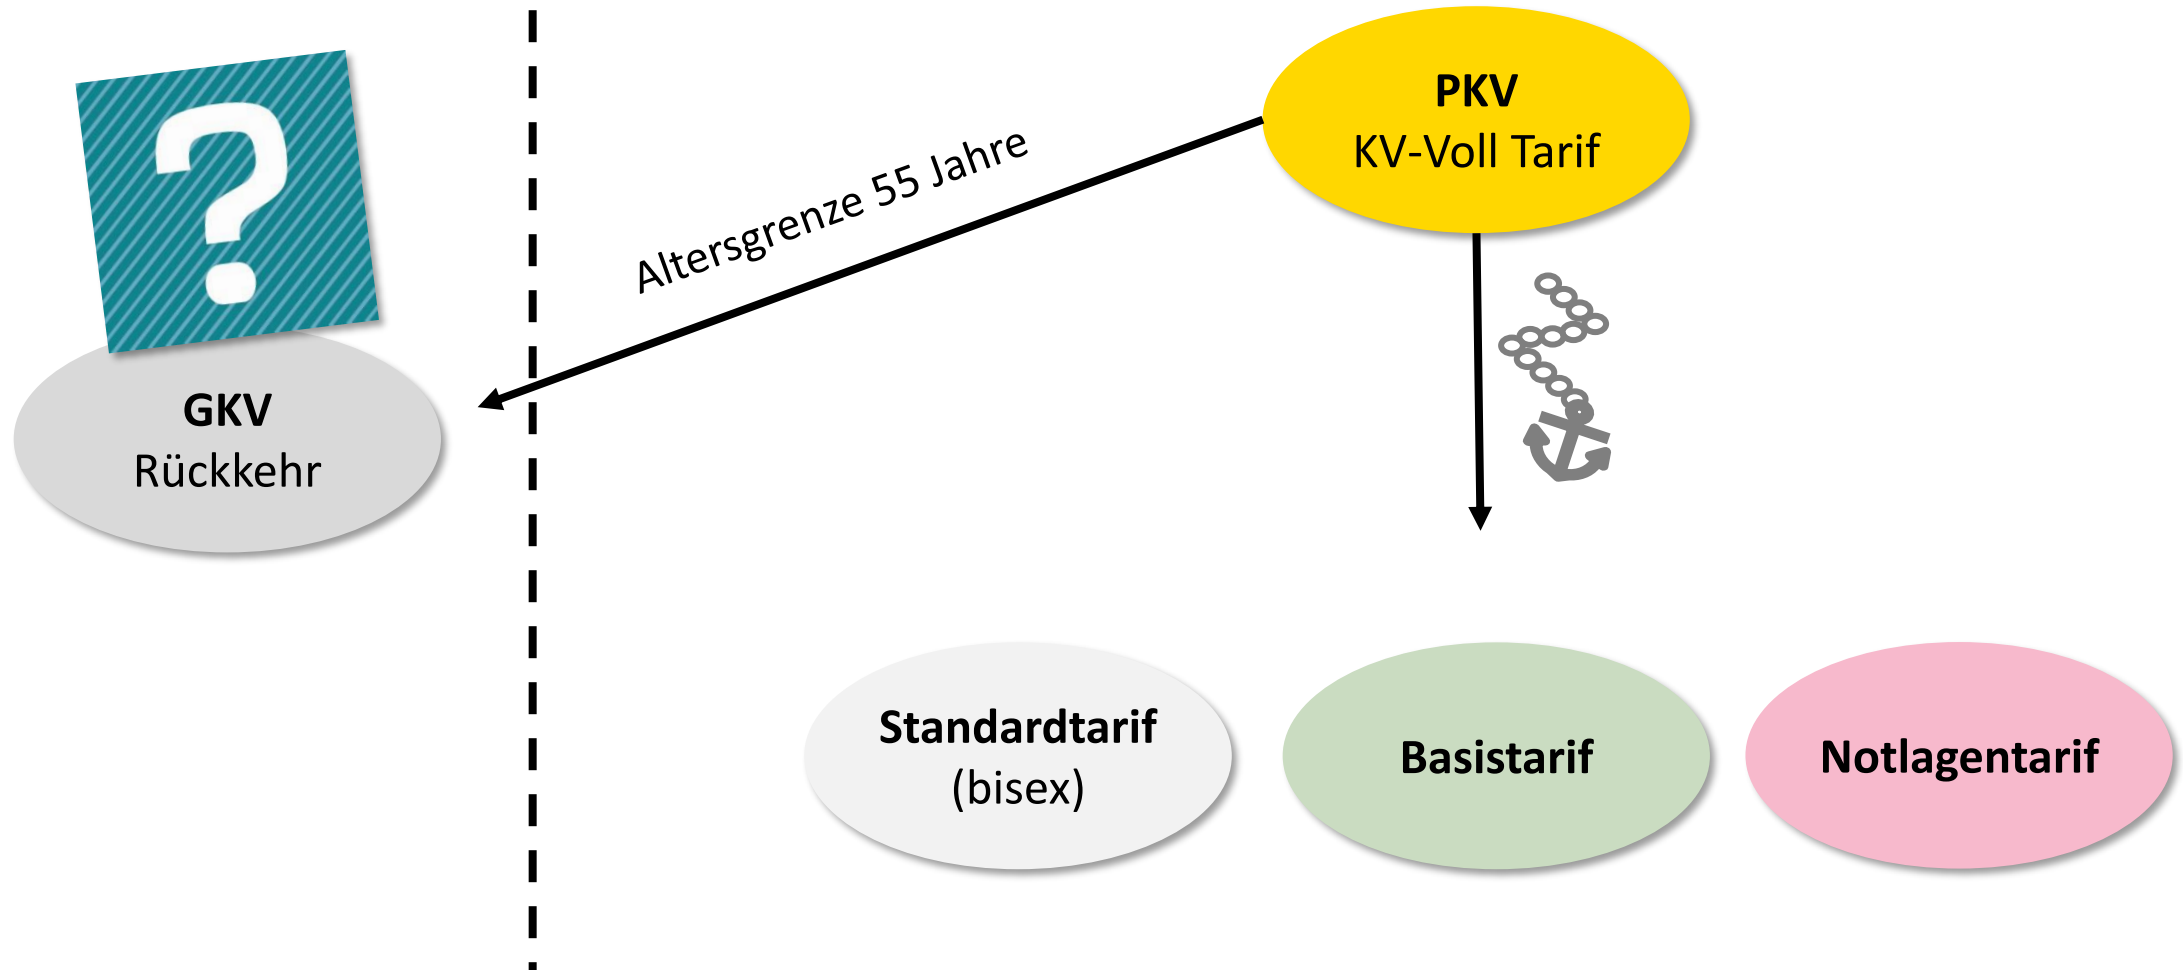 ?
PKV
KV-Voll Tarif
Altersgrenze 55 Jahre
GKV
Rückkehr
Standardtarif
(bisex)
Basistarif
Notlagentarif